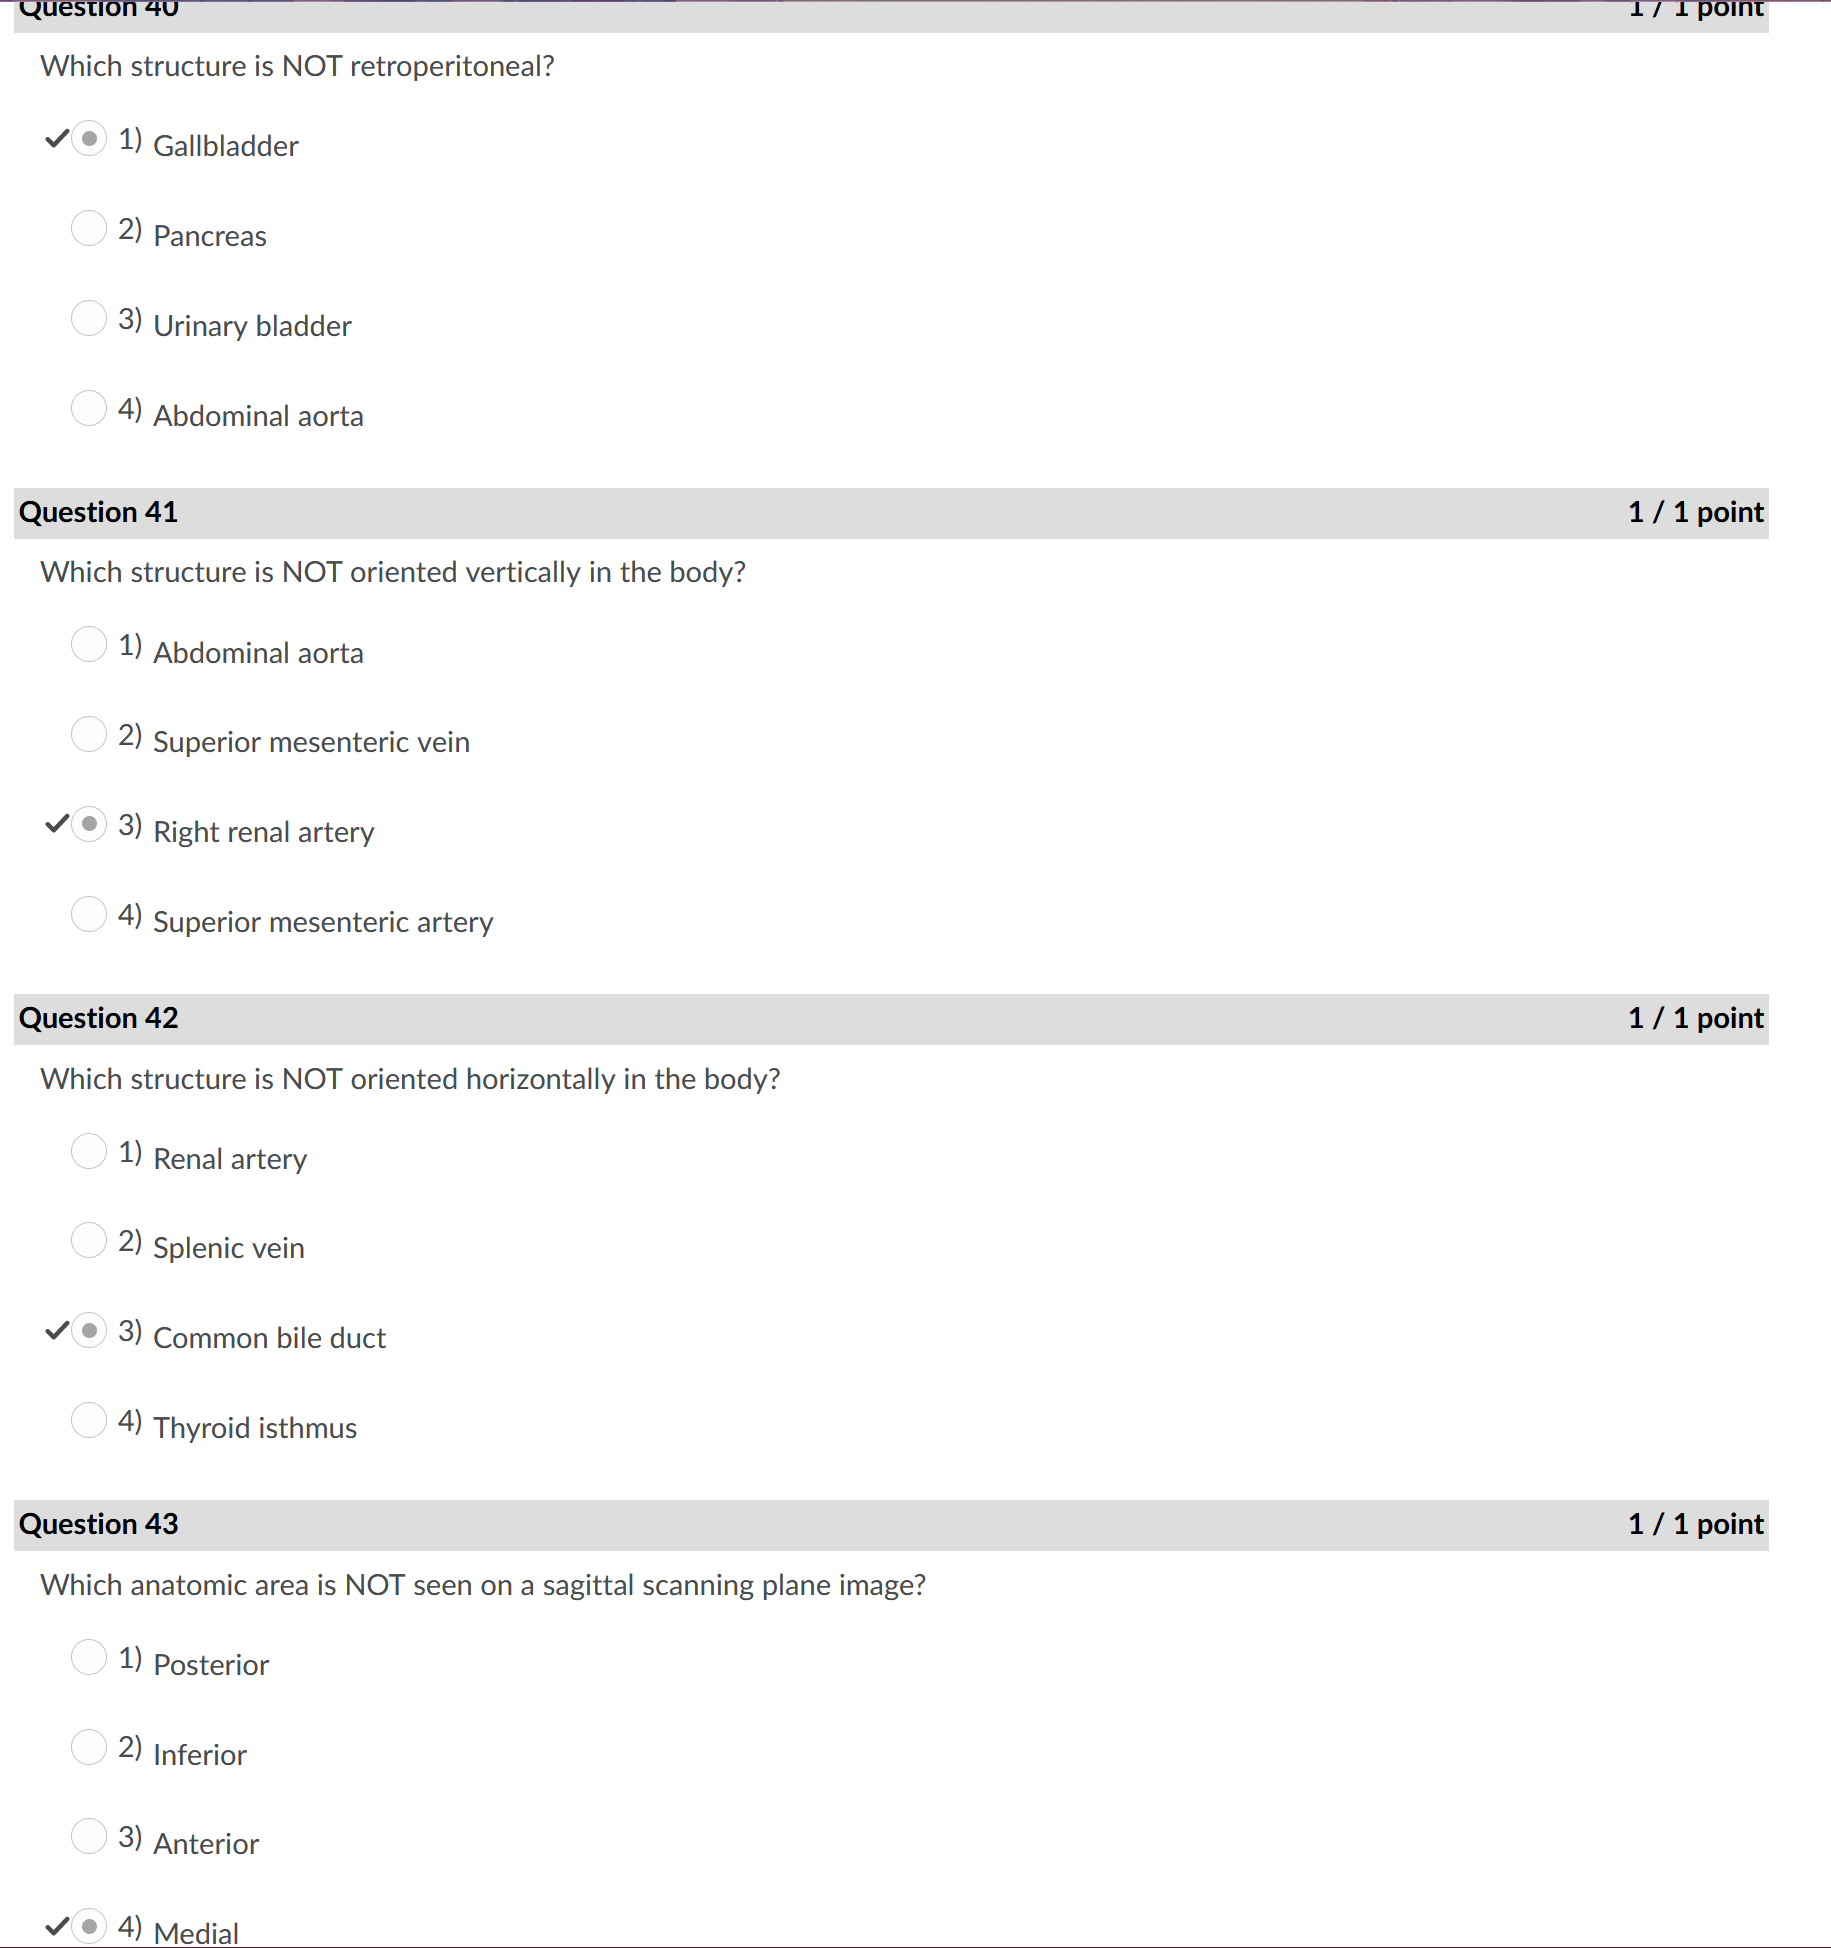 Question 40 1 / 1 point
Which structure is NOT retroperitoneal?
1) Gallbladder
2) Pancreas
3) Urinary bladder
4) Abdominal aorta
Question 41 1 / 1 point
Which structure is NOT oriented vertically in the body?
1) Abdominal aorta
2) Superior mesenteric vein
3) Right renal artery
4) Superior mesenteric artery
Question 42 1 / 1 point
Which structure is NOT oriented horizontally in the body?
1) Renal artery
2) Splenic vein
3) Common bile duct
4) Thyroid isthmus
Question 43 1 / 1 point
Which anatomic area is NOT seen on a sagittal scanning plane image?
1) Posterior
2) Inferior
3) Anterior
4) Medial